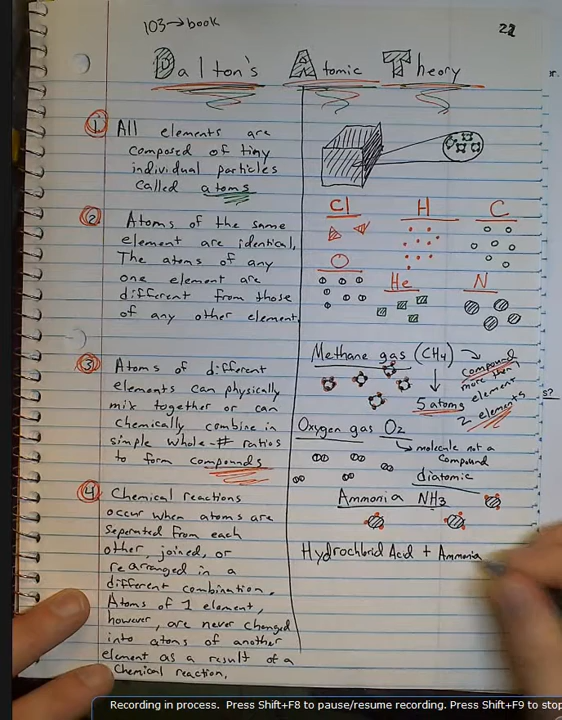 103→book
22
Dalton's Atomic Theory
1 All elements are
composed of tiny
individual particles
called atoms
2 Atoms of the same
element are identical,
The atoms of any
one element are
different from those
of any other element
3 Atoms of different
elements can physically
mix together or can
chemically combine in
simple whole-# ratios
to form compounds
4 Chemical reactions
occur when atoms are
seperated from each
other, joined, or
rearranged in a
different combination.
Atoms of 1 element,
however, are never changed
into atoms of another
element as a result of a
Chemical reaction.
Cl H C
O He N
Methane gas (CH4) →
compound
more than
1 element
2 elements
5 atoms
Oxygen gas O2
→ molecule not a
compound
diatomic
Ammonia NH3
Hydrochloric Acid + Ammonia
s?
Recording in process. Press Shift+F8 to pause/resume recording. Press Shift+F9 to stop